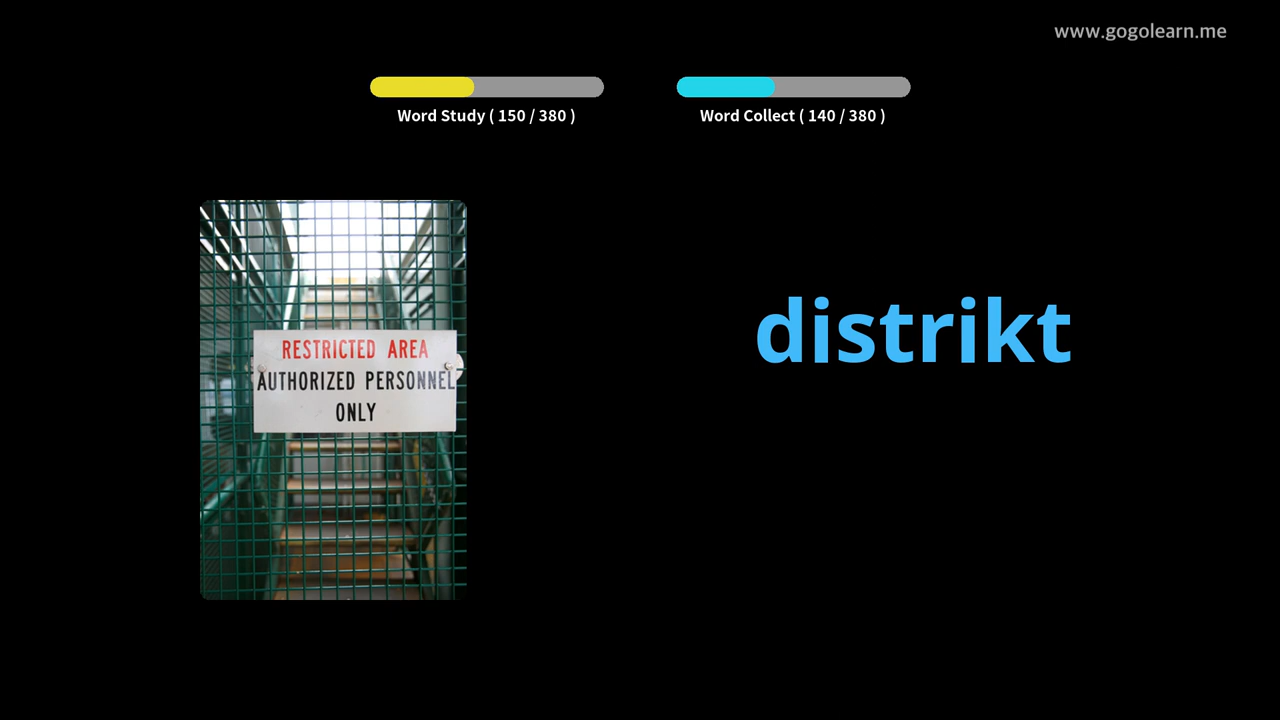 www.gogolearn.me
Word Study ( 150 / 380 )
Word Collect ( 140 / 380 )
RESTRICTED AREA
AUTHORIZED PERSONNEL
ONLY
distrikt